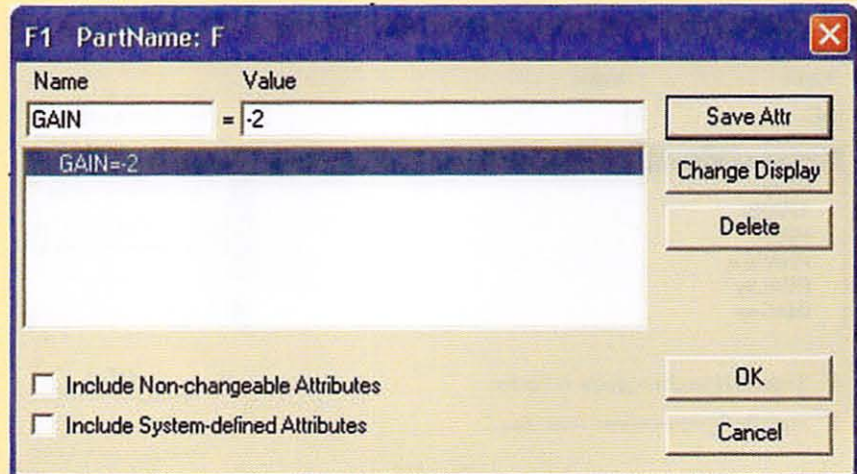 F1 PartName: F
Name Value
GAIN = -2
Save Attr
GAIN=-2
Change Display
Delete
Include Non-changeable Attributes
Include System-defined Attributes
OK
Cancel